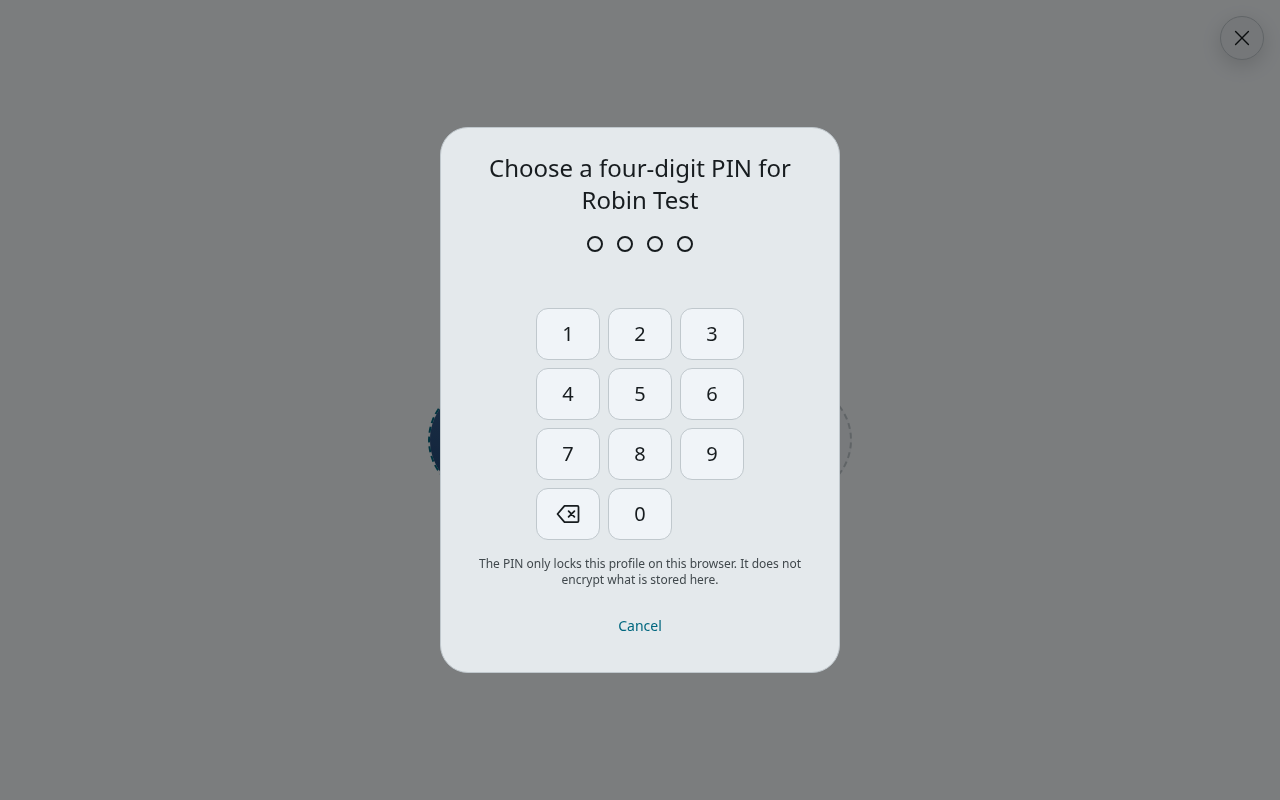 Choose a four-digit PIN for
Robin Test
1 2 3
4 5 6
7 8 9
0
The PIN only locks this profile on this browser. It does not
encrypt what is stored here.
Cancel